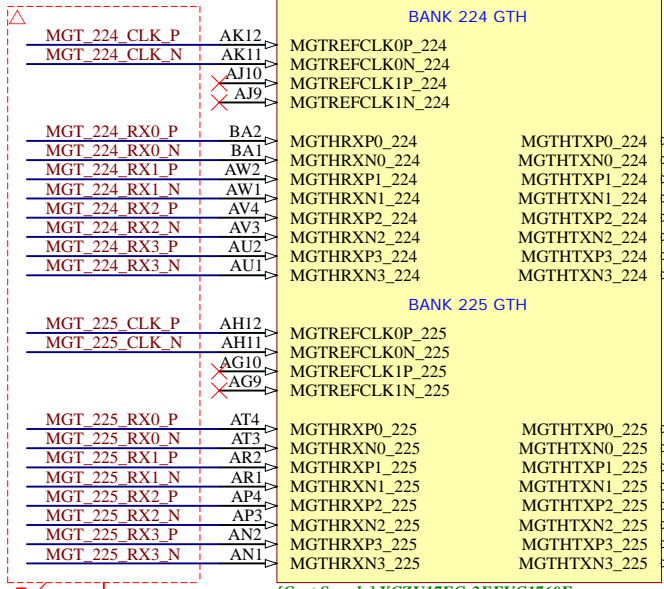 BANK 224 GTH
MGT_224_CLK_P AK12 MGTREFCLK0P_224
MGT_224_CLK_N AK11 MGTREFCLK0N_224
AJ10 MGTREFCLK1P_224
AJ9 MGTREFCLK1N_224
MGT_224_RX0_P BA2 MGTHRXP0_224 MGTHTXP0_224
MGT_224_RX0_N BA1 MGTHRXN0_224 MGTHTXN0_224
MGT_224_RX1_P AW2 MGTHRXP1_224 MGTHTXP1_224
MGT_224_RX1_N AW1 MGTHRXN1_224 MGTHTXN1_224
MGT_224_RX2_P AV4 MGTHRXP2_224 MGTHTXP2_224
MGT_224_RX2_N AV3 MGTHRXN2_224 MGTHTXN2_224
MGT_224_RX3_P AU2 MGTHRXP3_224 MGTHTXP3_224
MGT_224_RX3_N AU1 MGTHRXN3_224 MGTHTXN3_224
BANK 225 GTH
MGT_225_CLK_P AH12 MGTREFCLK0P_225
MGT_225_CLK_N AH11 MGTREFCLK0N_225
AG10 MGTREFCLK1P_225
AG9 MGTREFCLK1N_225
MGT_225_RX0_P AT4 MGTHRXP0_225 MGTHTXP0_225
MGT_225_RX0_N AT3 MGTHRXN0_225 MGTHTXN0_225
MGT_225_RX1_P AR2 MGTHRXP1_225 MGTHTXP1_225
MGT_225_RX1_N AR1 MGTHRXN1_225 MGTHTXN1_225
MGT_225_RX2_P AP4 MGTHRXP2_225 MGTHTXP2_225
MGT_225_RX2_N AP3 MGTHRXN2_225 MGTHTXN2_225
MGT_225_RX3_P AN2 MGTHRXP3_225 MGTHTXP3_225
MGT_225_RX3_N AN1 MGTHRXN3_225 MGTHTXN3_225